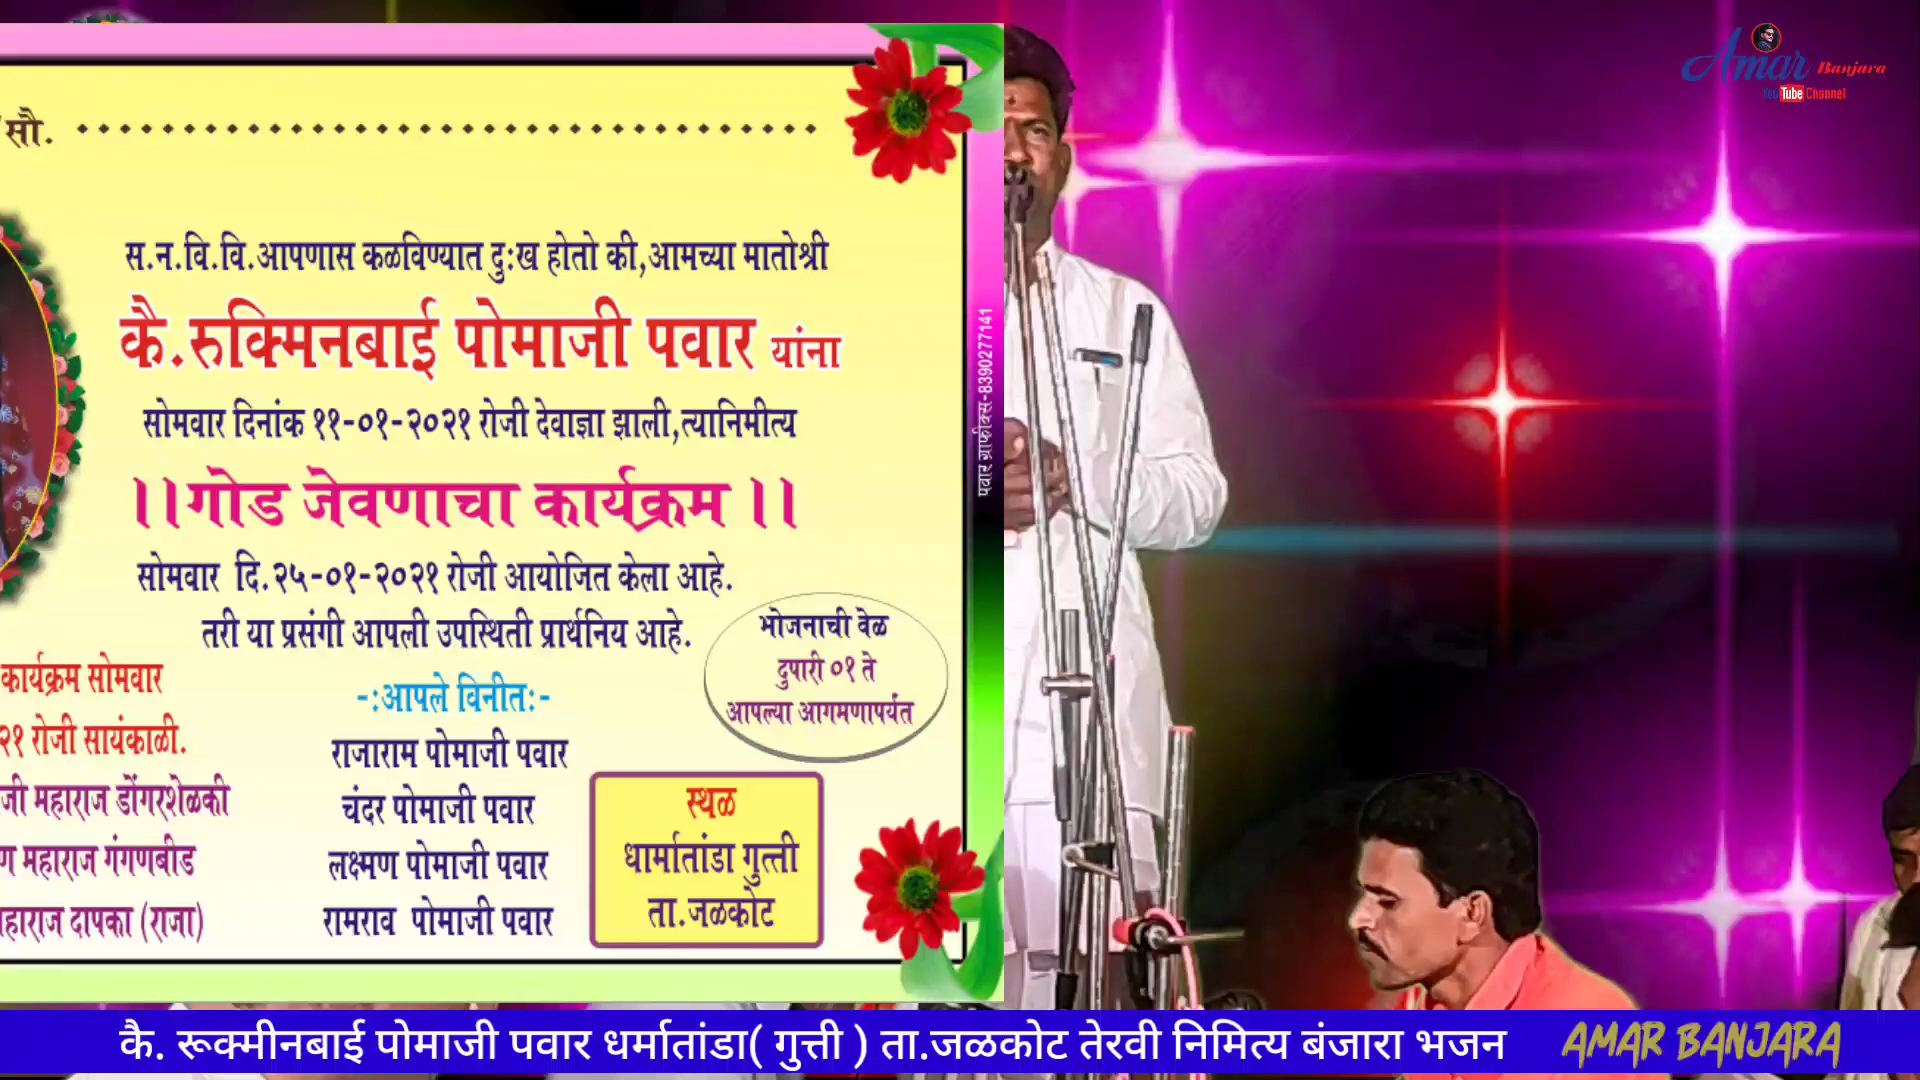 सौ.
स.न.वि.वि.आपणास कळविण्यात दुःख होतो की,आमच्या मातोश्री
कै.रुक्मिनबाई पोमाजी पवार यांना
सोमवार दिनांक ११-०१-२०२१ रोजी देवाज्ञा झाली,त्यानिमीत्य
।।गोड जेवणाचा कार्यक्रम ।।
सोमवार दि.२५-०१-२०२१ रोजी आयोजित केला आहे.
तरी या प्रसंगी आपली उपस्थिती प्रार्थनिय आहे.
भोजनाची वेळ
दुपारी ०१ ते
आपल्या आगमणापर्यंत
कार्यक्रम सोमवार
२१ रोजी सायंकाळी.
जी महाराज डोंगरशेळकी
ण महाराज गंगणबीड
हाराज दापका (राजा)
-:आपले विनीत:-
राजाराम पोमाजी पवार
चंदर पोमाजी पवार
लक्ष्मण पोमाजी पवार
रामराव पोमाजी पवार
स्थळ
धार्मातांडा गुत्ती
ता.जळकोट
पवार ग्राफीक्स-8390277141
Amar Banjara
YouTube Channel
कै. रूक्मीनबाई पोमाजी पवार धर्मातांडा( गुत्ती ) ता.जळकोट तेरवी निमित्य बंजारा भजन
AMAR BANJARA